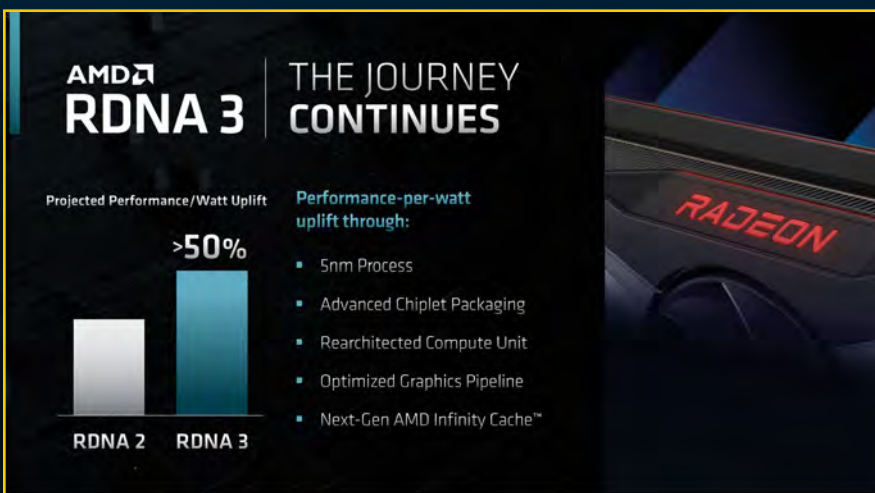 AMD
RDNA 3
THE JOURNEY
CONTINUES
Projected Performance/Watt Uplift
>50%
RDNA 2 RDNA 3
Performance-per-watt
uplift through:
▪ 5nm Process
▪ Advanced Chiplet Packaging
▪ Rearchitected Compute Unit
▪ Optimized Graphics Pipeline
▪ Next-Gen AMD Infinity Cache™
RADEON